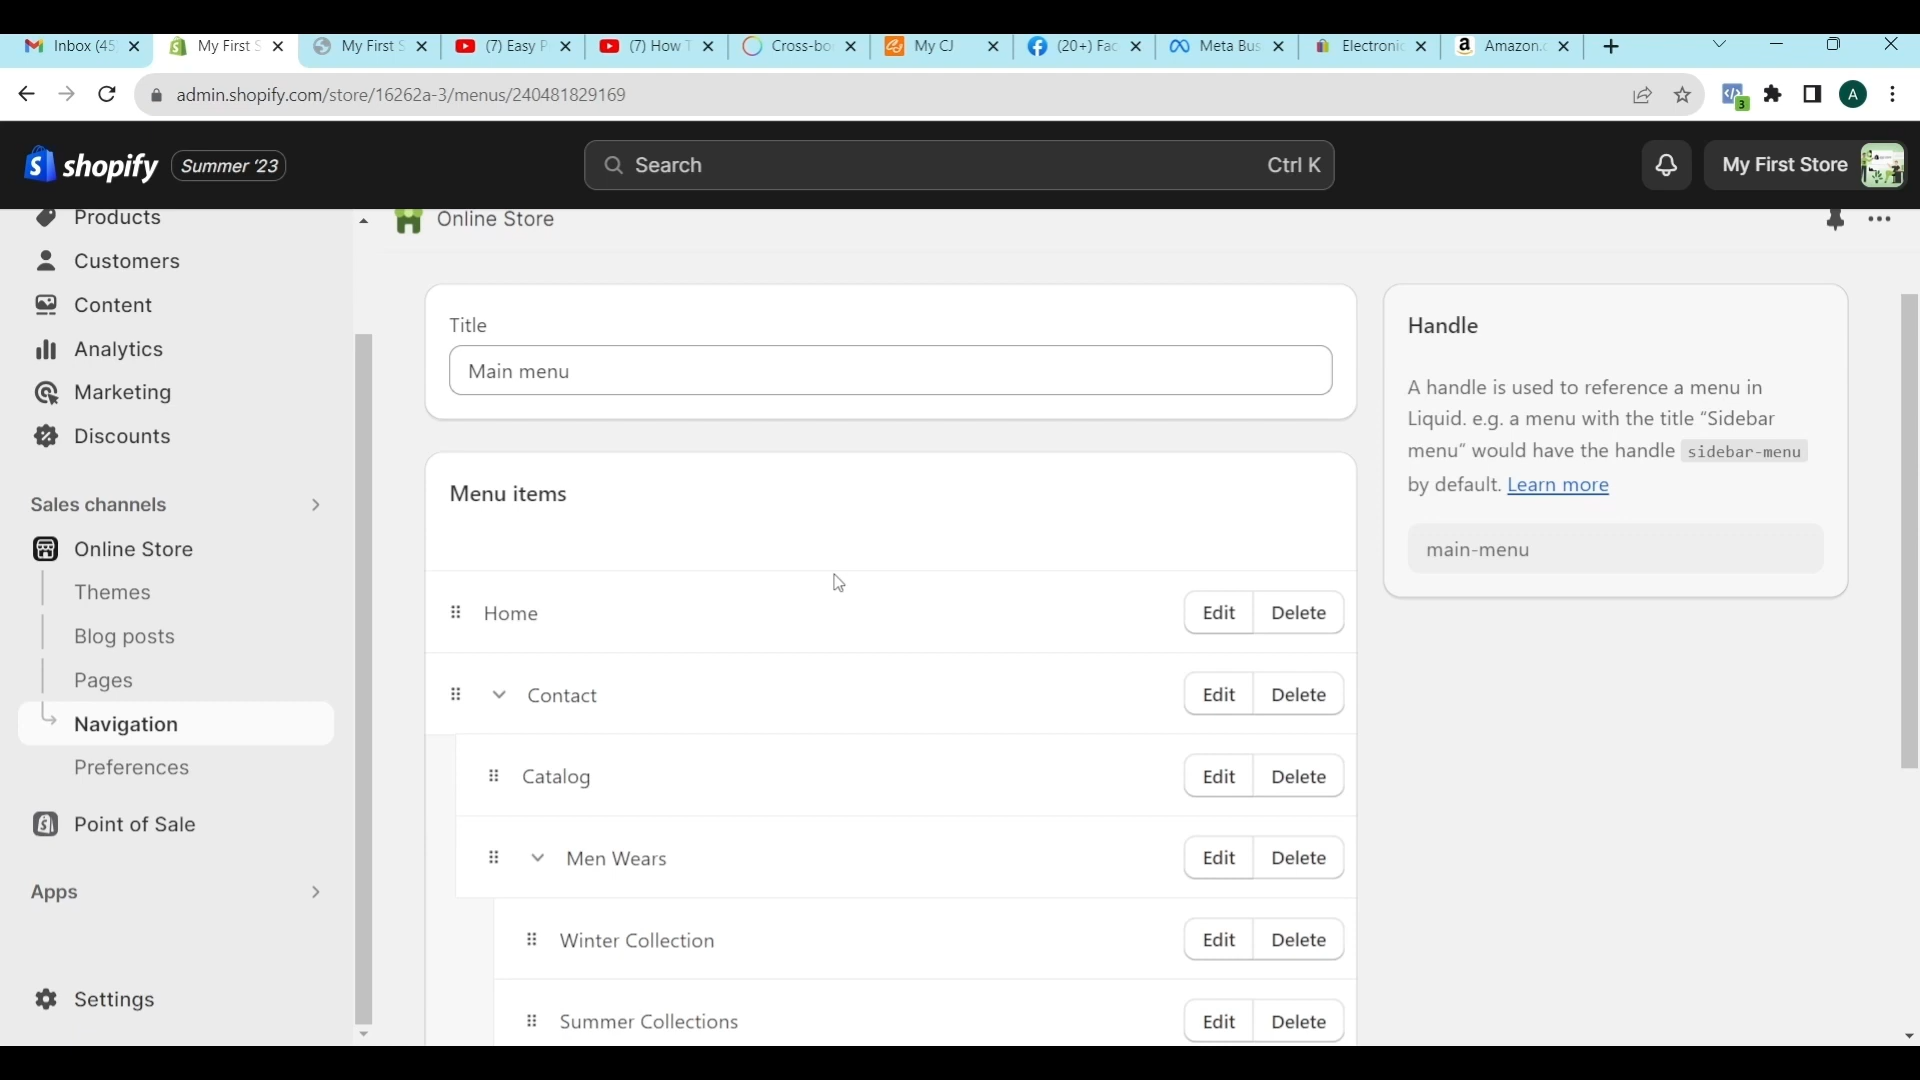 Inbox (45
My First S
My First S
(7) Easy P
(7) How T
Cross-bo
My CJ
(20+) Fac
Meta Bus
Electronic
Amazon.c
admin.shopify.com/store/16262a-3/menus/240481829169
3
A
shopify
Summer '23
Search
Ctrl K
My First Store
Products
Customers
Content
Analytics
Marketing
Discounts
Sales channels
Online Store
Themes
Blog posts
Pages
Navigation
Preferences
Point of Sale
Apps
Settings
Online Store
Title
Main menu
Menu items
Home
Edit
Delete
Contact
Edit
Delete
Catalog
Edit
Delete
Men Wears
Edit
Delete
Winter Collection
Edit
Delete
Summer Collections
Edit
Delete
Handle
A handle is used to reference a menu in
Liquid. e.g. a menu with the title “Sidebar
menu” would have the handle sidebar-menu
by default. Learn more
main-menu